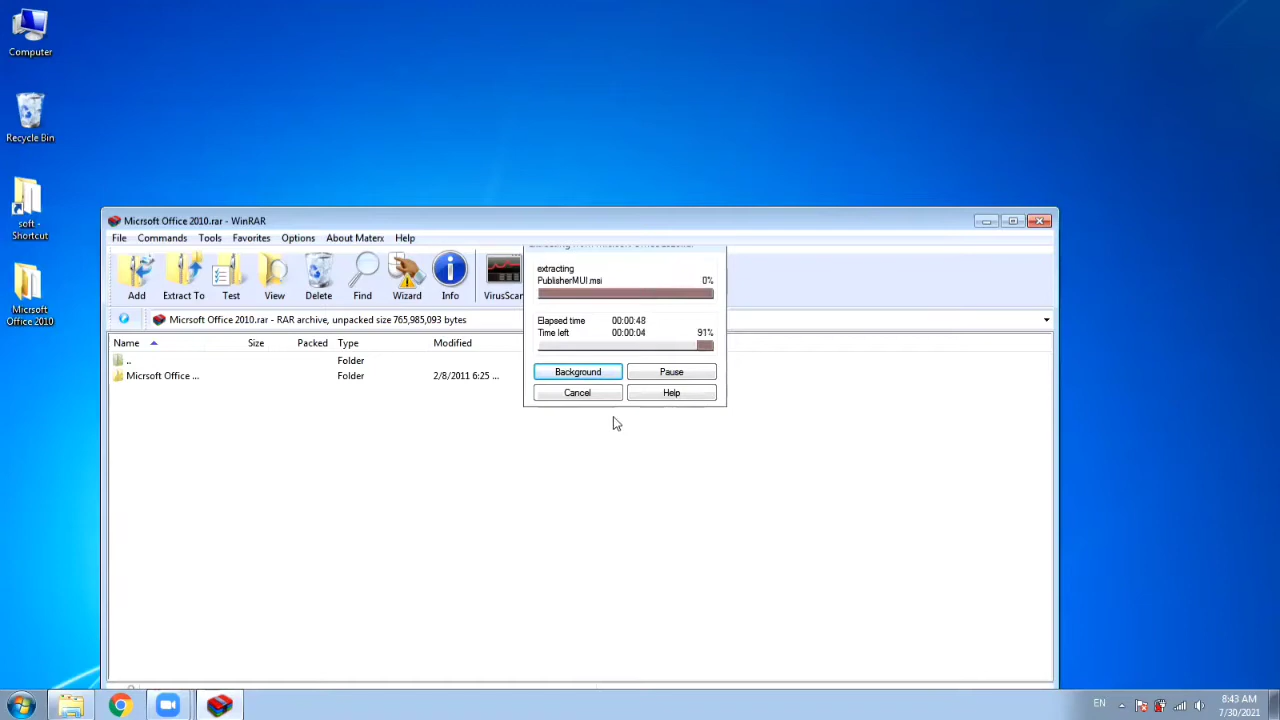 Computer
Recycle Bin
soft -
Shortcut
Microsoft
Office 2010
Micrsoft Office 2010.rar - WinRAR
File Commands Tools Favorites Options About Materx Help
Add Extract To Test View Delete Find Wizard Info VirusScan
Micrsoft Office 2010.rar - RAR archive, unpacked size 765,985,093 bytes
Name Size Packed Type Modified
.. Folder
Micrsoft Office ... Folder 2/8/2011 6:25 ...
extracting
PublisherMUI.msi 0%
Elapsed time 00:00:48
Time left 00:00:04 91%
Background Pause
Cancel Help
EN
8:43 AM
7/30/2021